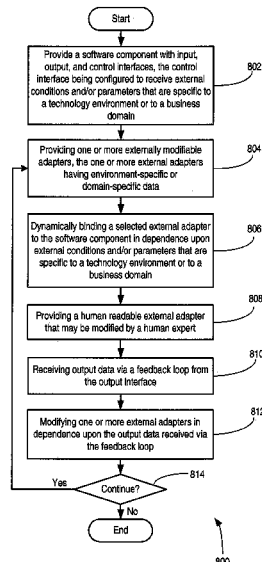 Start
Provide a software component with input,
output, and control interfaces, the control
interface being configured to receive external
conditions and/or parameters that are specific
to a technology environment or to a business
domain
802
Providing one or more externally modifiable
adapters, the one or more external adapters
having environment-specific or
domain-specific data
804
Dynamically binding a selected external adapter
to the software component in dependence upon
external conditions and/or parameters that are
specific to a technology environment or to a
business domain
806
Providing a human readable external adapter
that may be modified by a human expert
808
Receiving output data via a feedback loop from
the output interface
810
Modifying one or more external adapters in
dependence upon the output data received via
the feedback loop
812
Yes
Continue?
814
No
End
800